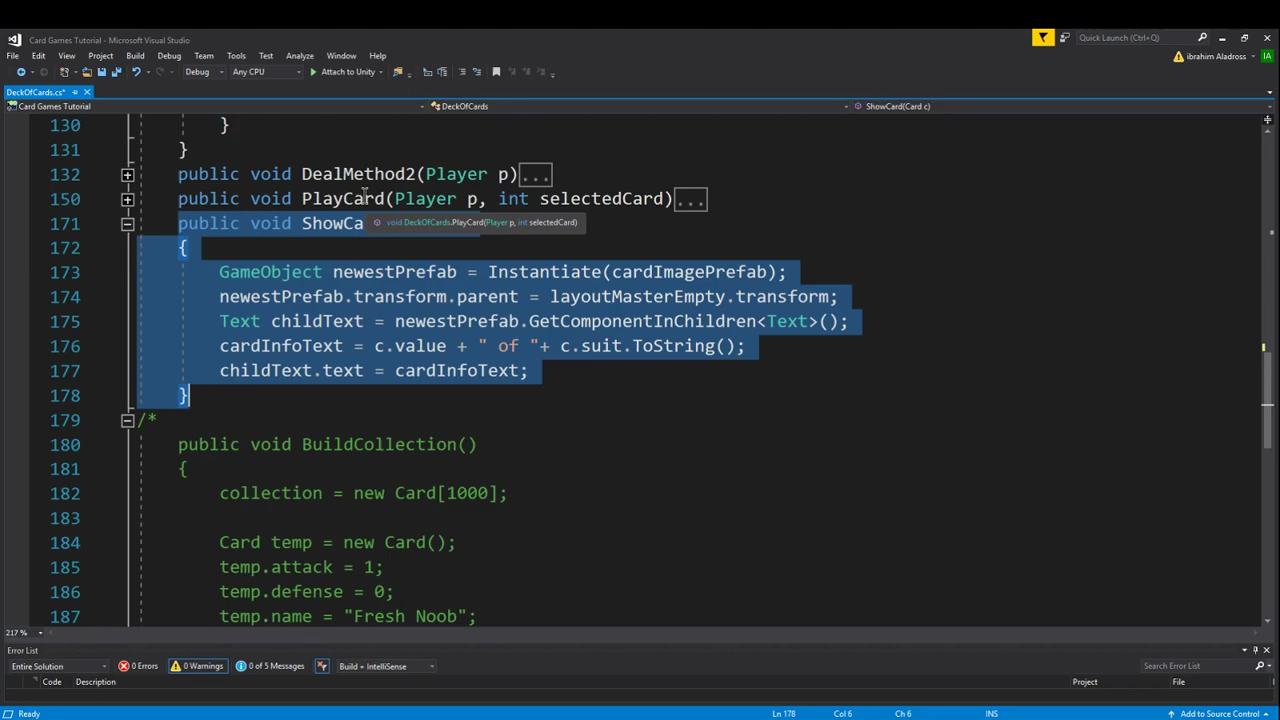 Card Games Tutorial - Microsoft Visual Studio
Quick Launch (Ctrl+Q)
File Edit View Project Build Debug Team Tools Test Analyze Window Help
ibrahim Aladross
IA
Debug Any CPU Attach to Unity
DeckOfCards.cs*
Card Games Tutorial DeckOfCards ShowCard(Card c)
130 }
131 }
132 public void DealMethod2(Player p)...
150 public void PlayCard(Player p, int selectedCard)...
171 public void ShowCa
void DeckOfCards.PlayCard(Player p, int selectedCard)
172 {
173 GameObject newestPrefab = Instantiate(cardImagePrefab);
174 newestPrefab.transform.parent = layoutMasterEmpty.transform;
175 Text childText = newestPrefab.GetComponentInChildren<Text>();
176 cardInfoText = c.value + " of "+ c.suit.ToString();
177 childText.text = cardInfoText;
178 }
179 /*
180 public void BuildCollection()
181 {
182 collection = new Card[1000];
183
184 Card temp = new Card();
185 temp.attack = 1;
186 temp.defense = 0;
187 temp.name = "Fresh Noob";
217 %
Error List
Entire Solution 0 Errors 0 Warnings 0 of 5 Messages Build + IntelliSense Search Error List
Code Description Project File
Ready Ln 178 Col 6 Ch 6 INS Add to Source Control